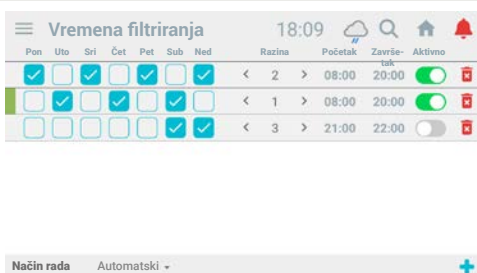 Vremena filtriranja 18:09
Pon Uto Sri Čet Pet Sub Ned Razina Početak Završe-tak Aktivno
< 2 > 08:00 20:00
< 1 > 08:00 20:00
< 3 > 21:00 22:00
Način rada Automatski